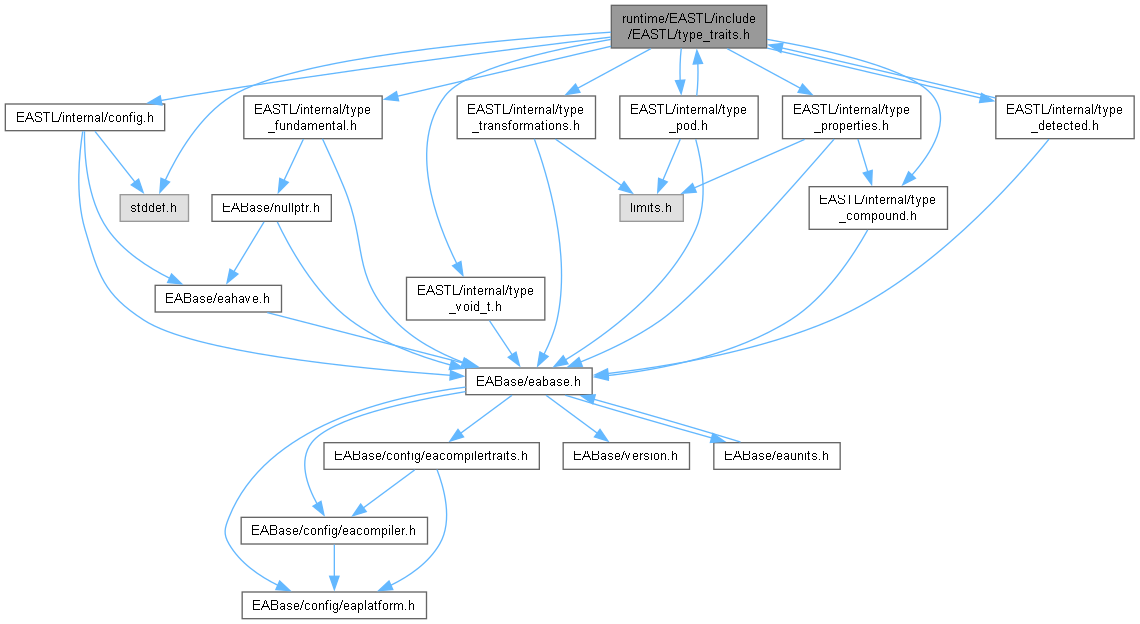 runtime/EASTL/include
/EASTL/type_traits.h
EASTL/internal/config.h
EASTL/internal/type
_fundamental.h
EASTL/internal/type
_transformations.h
EASTL/internal/type
_pod.h
EASTL/internal/type
_properties.h
EASTL/internal/type
_detected.h
stddef.h
EABase/nullptr.h
limits.h
EASTL/internal/type
_compound.h
EABase/eahave.h
EASTL/internal/type
_void_t.h
EABase/eabase.h
EABase/config/eacompilertraits.h
EABase/version.h
EABase/eaunits.h
EABase/config/eacompiler.h
EABase/config/eaplatform.h